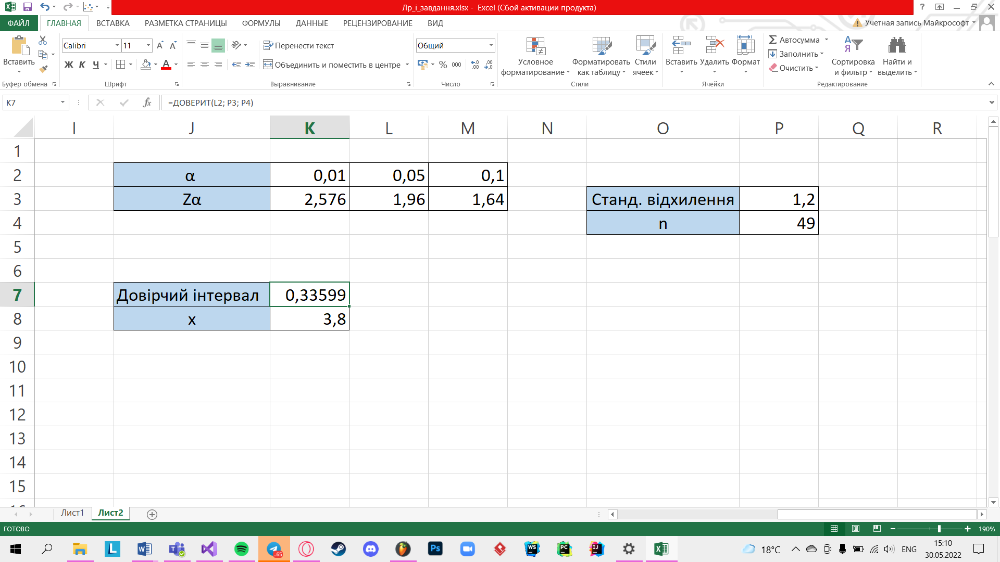 Лр_і_завдання.xlsx - Excel (Сбой активации продукта)
ФАЙЛ ГЛАВНАЯ ВСТАВКА РАЗМЕТКА СТРАНИЦЫ ФОРМУЛЫ ДАННЫЕ РЕЦЕНЗИРОВАНИЕ ВИД Учетная запись Майкрософт
Вставить
Буфер обмена
Calibri 11
Ж К Ч
Шрифт
Перенести текст
Объединить и поместить в центре
Выравнивание
Общий
% 000
Число
Условное форматирование
Форматировать как таблицу
Стили ячеек
Стили
Вставить Удалить Формат
Ячейки
Автосумма
Заполнить
Очистить
Сортировка и фильтр
Найти и выделить
Редактирование
K7 =ДОВЕРИТ(L2; P3; P4)
I J K L M N O P Q R
1
2 α 0,01 0,05 0,1
3 Zα 2,576 1,96 1,64 Станд. відхилення 1,2
4 n 49
5
6
7 Довірчий інтервал 0,33599
8 x 3,8
9
10
11
12
13
14
15
Лист1 Лист2
ГОТОВО 190%
18°C ENG 15:10
30.05.2022